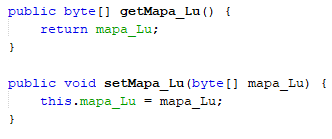 public byte[] getMapa_Lu() {
    return mapa_Lu;
}

public void setMapa_Lu(byte[] mapa_Lu) {
    this.mapa_Lu = mapa_Lu;
}